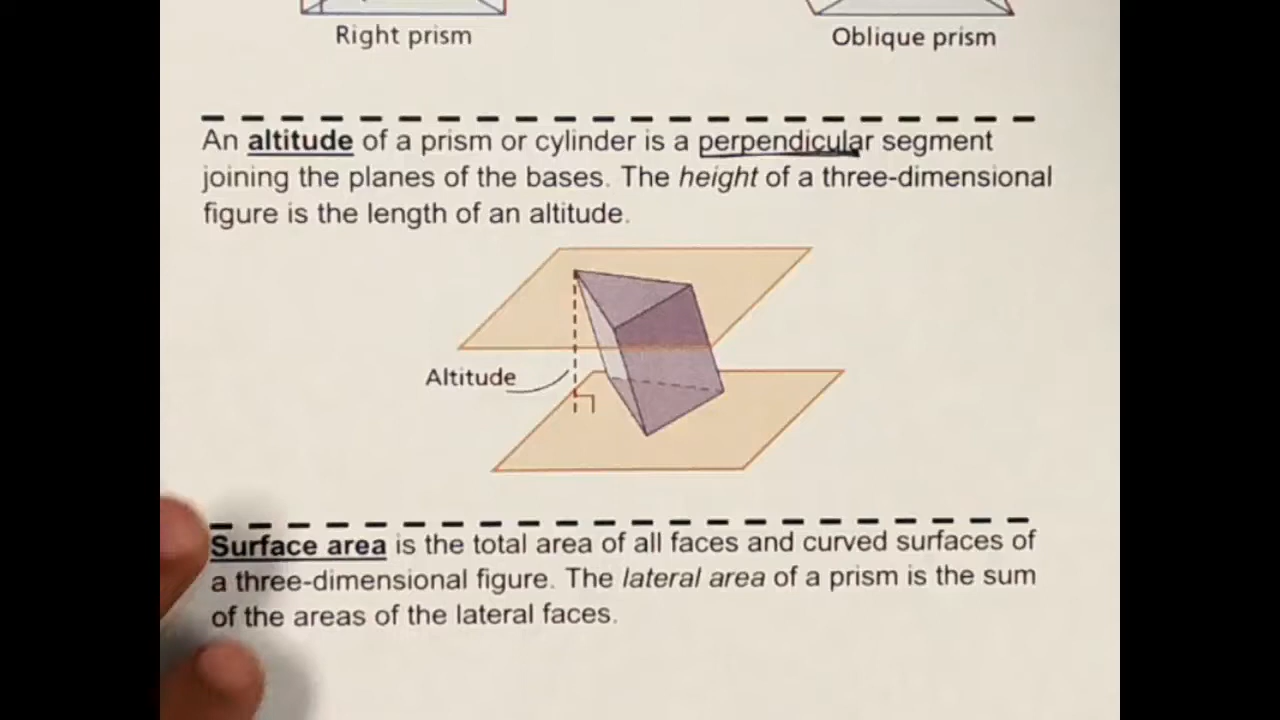 Right prism
Oblique prism
An altitude of a prism or cylinder is a perpendicular segment
joining the planes of the bases. The height of a three-dimensional
figure is the length of an altitude.
Altitude
Surface area is the total area of all faces and curved surfaces of
a three-dimensional figure. The lateral area of a prism is the sum
of the areas of the lateral faces.